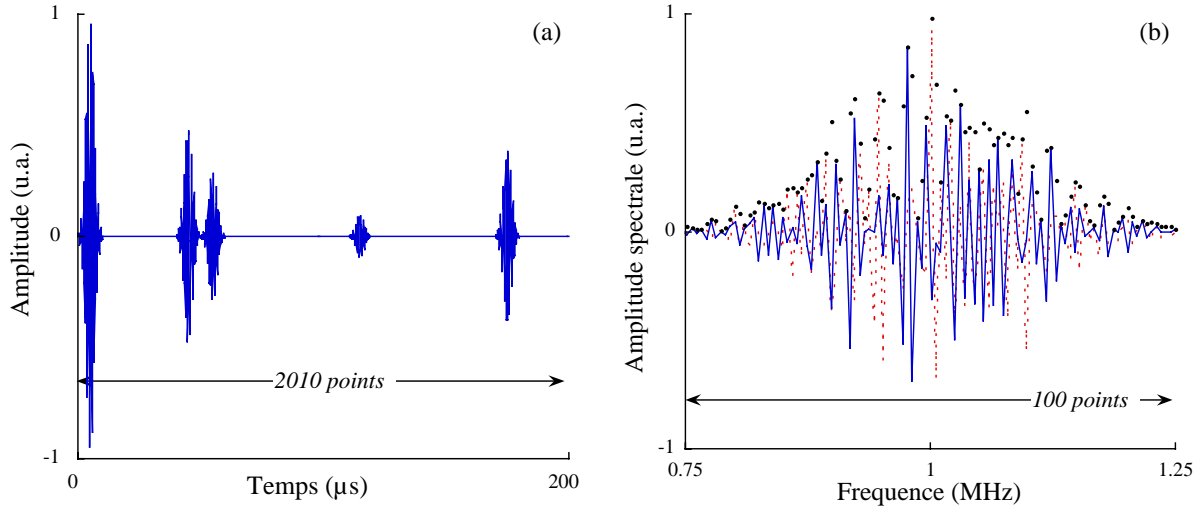 1
(a)
Amplitude (u.a.)
0
2010 points
-1
0
200
Temps (µs)
1
(b)
Amplitude spectrale (u.a.)
0
100 points
-1
0.75
1
1.25
Frequence (MHz)